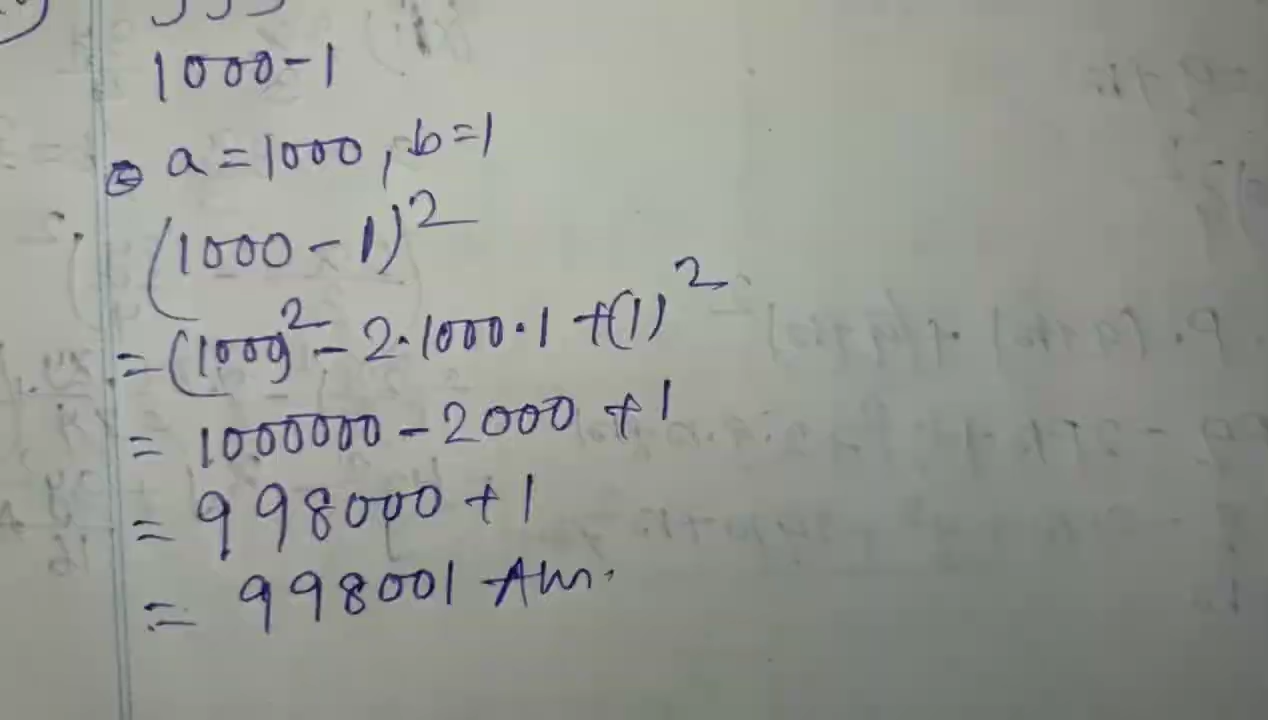 1000-1
a=1000, b=1
(1000-1)²
=(1000)²-2·1000·1+(1)²
=1000000-2000+1
=998000+1
=998001 Ans.